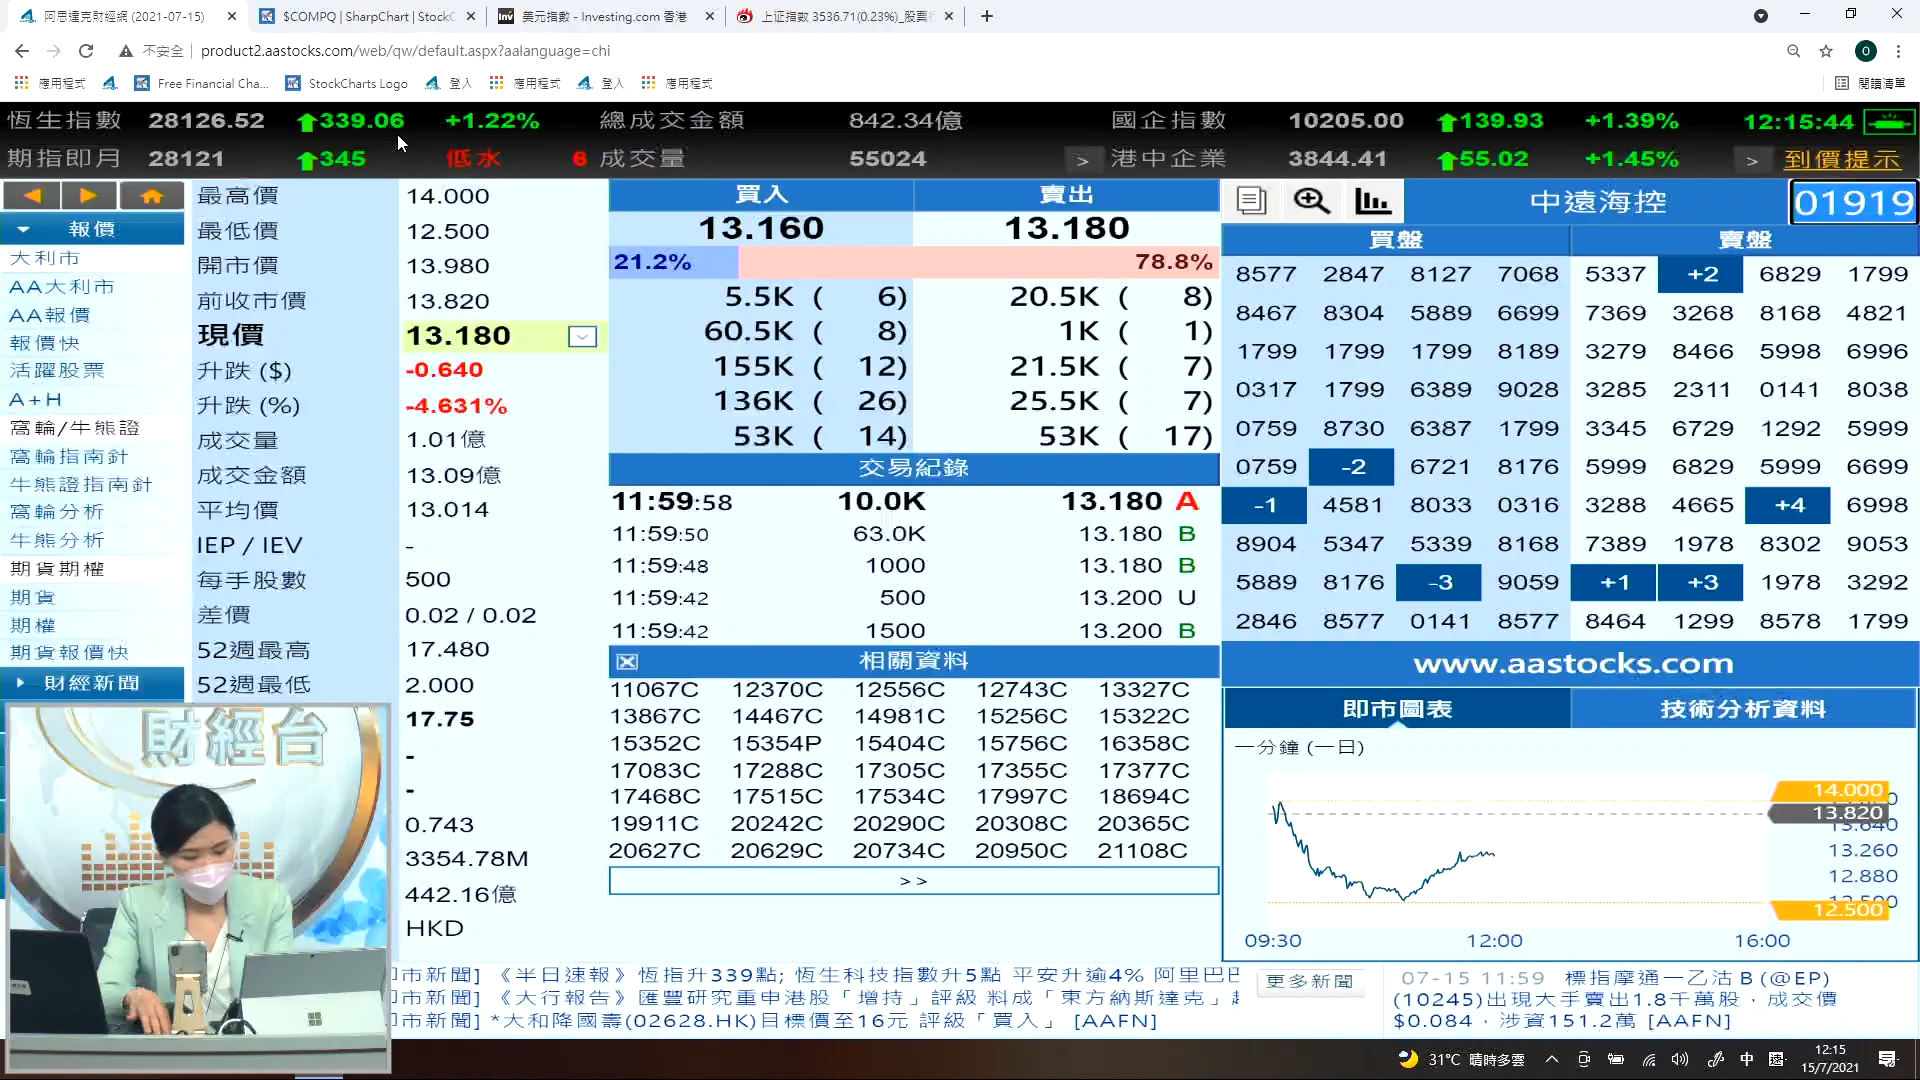 阿思達克財經網 (2021-07-15)
$COMPQ | SharpChart | StockC
美元指數 - Investing.com 香港
上证指数 3536.71(0.23%)_股票
不安全
product2.aastocks.com/web/qw/default.aspx?aalanguage=chi
應用程式
Free Financial Cha...
StockCharts Logo
登入
應用程式
登入
應用程式
閱讀清單
恆生指數 28126.52 339.06 +1.22% 總成交金額 842.34億 國企指數 10205.00 139.93 +1.39% 12:15:44
期指即月 28121 345 低水 6 成交量 55024 > 港中企業 3844.41 55.02 +1.45% > 到價提示
報價
大利市
AA大利市
AA報價
報價快
活躍股票
A+H
窩輪/牛熊證
窩輪指南針
牛熊證指南針
窩輪分析
牛熊分析
期貨期權
期貨
期權
期貨報價快
財經新聞
最高價 14.000
最低價 12.500
開市價 13.980
前收市價 13.820
現價 13.180
升跌 ($) -0.640
升跌 (%) -4.631%
成交量 1.01億
成交金額 13.09億
平均價 13.014
IEP / IEV -
每手股數 500
差價 0.02 / 0.02
52週最高 17.480
52週最低 2.000
17.75
-
-
0.743
3354.78M
442.16億
HKD
財經台
買入 賣出
13.160 13.180
21.2% 78.8%
5.5K ( 6) 20.5K ( 8)
60.5K ( 8) 1K ( 1)
155K ( 12) 21.5K ( 7)
136K ( 26) 25.5K ( 7)
53K ( 14) 53K ( 17)
交易紀錄
11:59:58 10.0K 13.180 A
11:59:50 63.0K 13.180 B
11:59:48 1000 13.180 B
11:59:42 500 13.200 U
11:59:42 1500 13.200 B
相關資料
11067C 12370C 12556C 12743C 13327C
13867C 14467C 14981C 15256C 15322C
15352C 15354P 15404C 15756C 16358C
17083C 17288C 17305C 17355C 17377C
17468C 17515C 17534C 17997C 18694C
19911C 20242C 20290C 20308C 20365C
20627C 20629C 20734C 20950C 21108C
>>
中遠海控 01919
買盤 賣盤
8577 2847 8127 7068 5337 +2 6829 1799
8467 8304 5889 6699 7369 3268 8168 4821
1799 1799 1799 8189 3279 8466 5998 6996
0317 1799 6389 9028 3285 2311 0141 8038
0759 8730 6387 1799 3345 6729 1292 5999
0759 -2 6721 8176 5999 6829 5999 6699
-1 4581 8033 0316 3288 4665 +4 6998
8904 5347 5339 8168 7389 1978 8302 9053
5889 8176 -3 9059 +1 +3 1978 3292
2846 8577 0141 8577 8464 1299 8578 1799
www.aastocks.com
即市圖表 技術分析資料
一分鐘 (一日)
14.000
13.820
13.640
13.260
12.880
12.500
09:30 12:00 16:00
市新聞] 《半日速報》恆指升339點; 恆生科技指數升5點 平安升逾4% 阿里巴
市新聞] 《大行報告》匯豐研究重申港股「增持」評級 料成「東方納斯達克」
市新聞] *大和降國壽(02628.HK)目標價至16元 評級「買入」 [AAFN]
更多新聞
07-15 11:59 標指摩通一乙沽B (@EP)
(10245)出現大手賣出1.8千萬股，成交價
$0.084，涉資151.2萬 [AAFN]
31°C 晴時多雲
中
12:15
15/7/2021